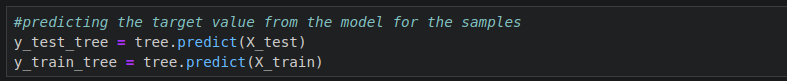 #predicting the target value from the model for the samples
y_test_tree = tree.predict(X_test)
y_train_tree = tree.predict(X_train)